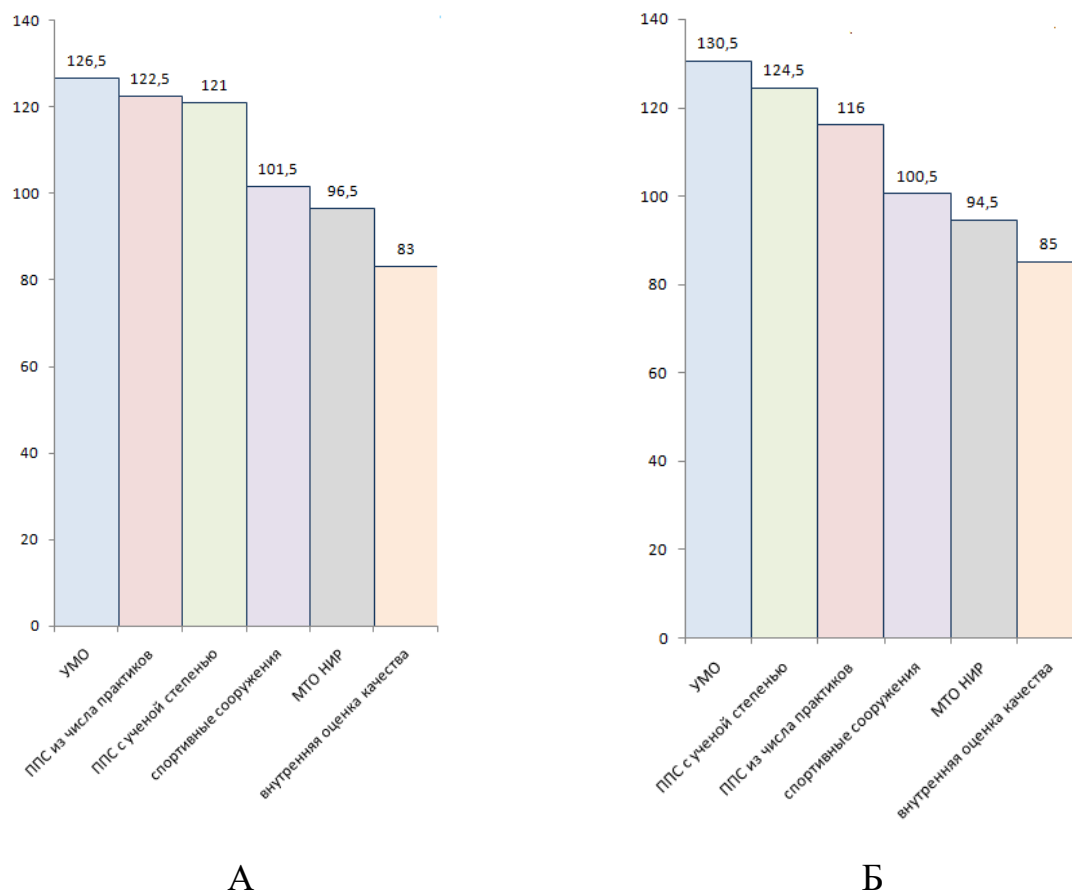 140
120
100
80
60
40
20
0
126,5
122,5
121
101,5
96,5
83
УМО
ППС из числа практиков
ППС с ученой степенью
спортивные сооружения
МТО НИР
внутренняя оценка качества
А
140
120
100
80
60
40
20
0
130,5
124,5
116
100,5
94,5
85
УМО
ППС с ученой степенью
ППС из числа практиков
спортивные сооружения
МТО НИР
внутренняя оценка качества
Б